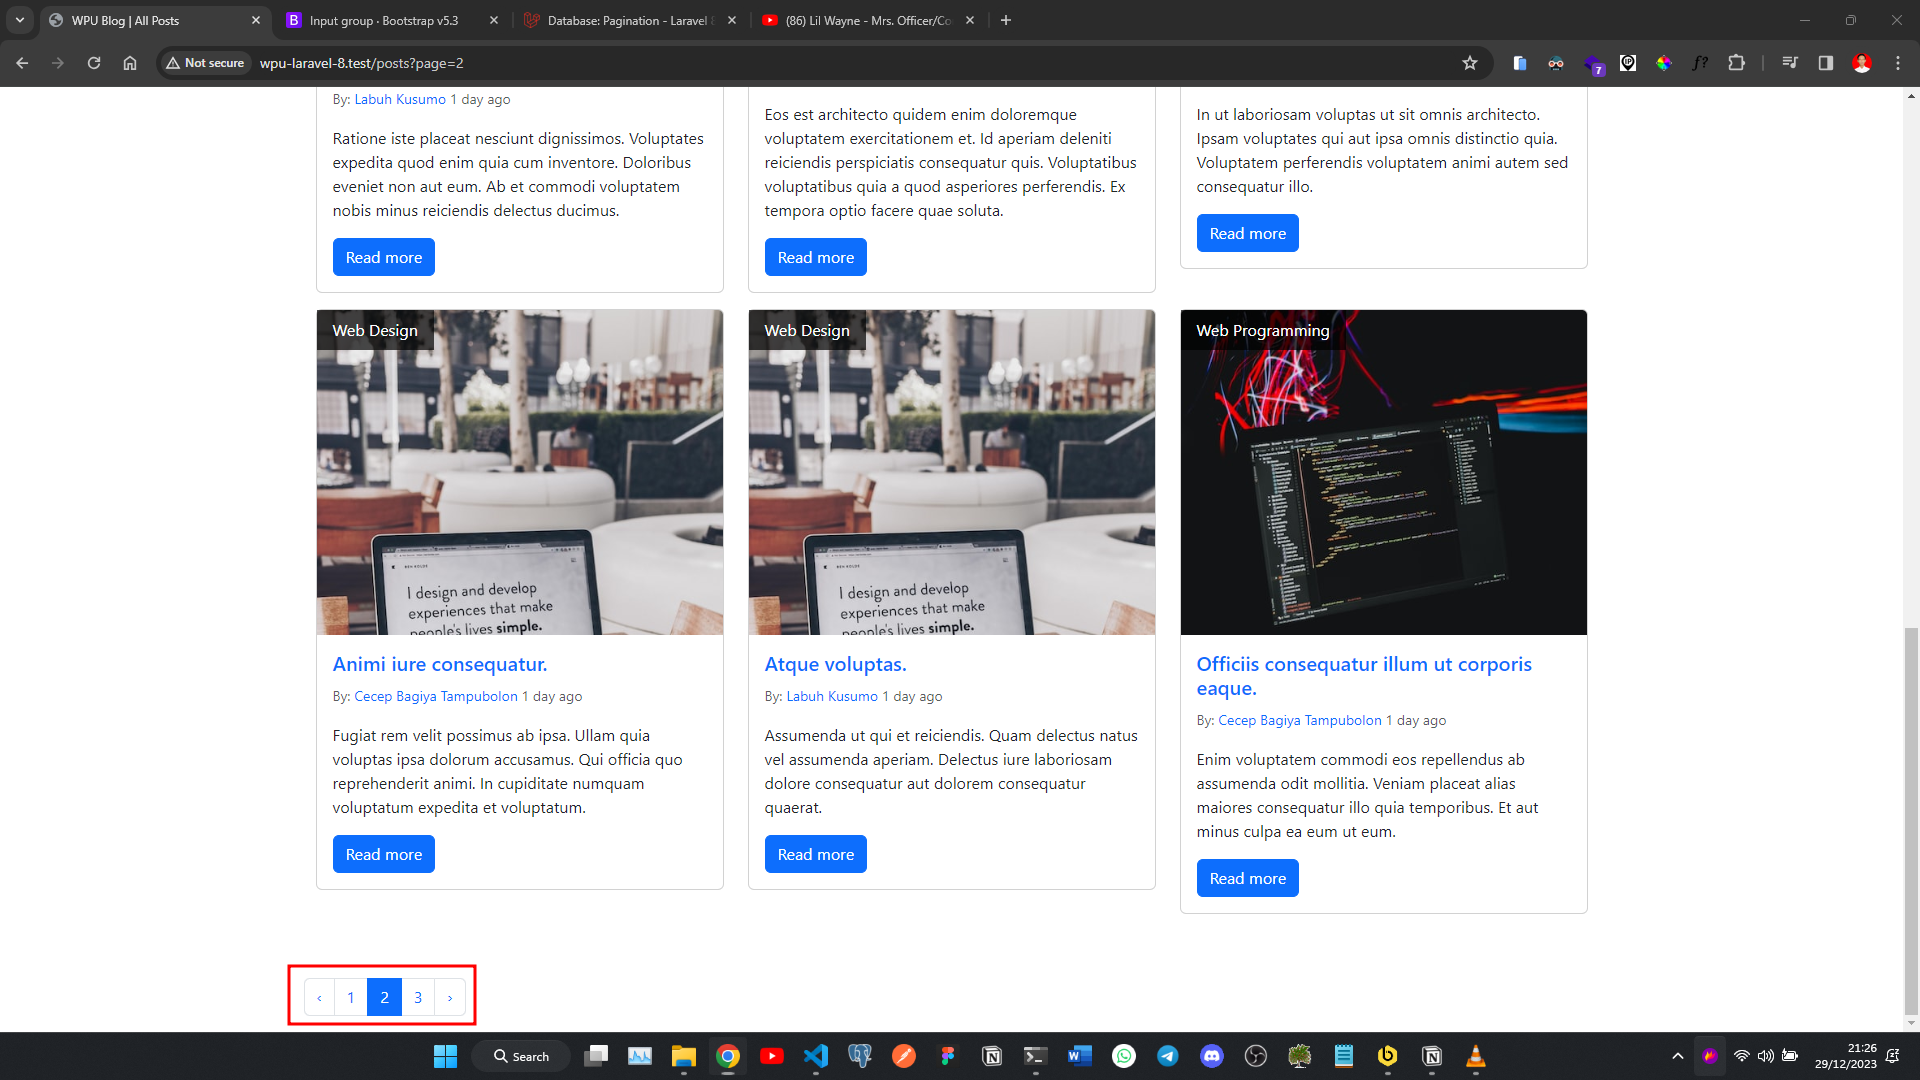 WPU Blog | All Posts
Input group · Bootstrap v5.3
Database: Pagination - Laravel 8
(86) Lil Wayne - Mrs. Officer/Co
Not secure
wpu-laravel-8.test/posts?page=2
7
By: Labuh Kusumo 1 day ago
Ratione iste placeat nesciunt dignissimos. Voluptates
expedita quod enim quia cum inventore. Doloribus
eveniet non aut eum. Ab et commodi voluptatem
nobis minus reiciendis delectus ducimus.
Read more
Eos est architecto quidem enim doloremque
voluptatem exercitationem et. Id aperiam deleniti
reiciendis perspiciatis consequatur quis. Voluptatibus
voluptatibus quia a quod asperiores perferendis. Ex
tempora optio facere quae soluta.
Read more
In ut laboriosam voluptas ut sit omnis architecto.
Ipsam voluptates qui aut ipsa omnis distinctio quia.
Voluptatem perferendis voluptatem animi autem sed
consequatur illo.
Read more
Web Design
I design and develop
experiences that make
people's lives simple.
Animi iure consequatur.
By: Cecep Bagiya Tampubolon 1 day ago
Fugiat rem velit possimus ab ipsa. Ullam quia
voluptas ipsa dolorum accusamus. Qui officia quo
reprehenderit animi. In cupiditate numquam
voluptatum expedita et voluptatum.
Read more
Web Design
I design and develop
experiences that make
people's lives simple.
Atque voluptas.
By: Labuh Kusumo 1 day ago
Assumenda ut qui et reiciendis. Quam delectus natus
vel assumenda aperiam. Delectus iure laboriosam
dolore consequatur aut dolorem consequatur
quaerat.
Read more
Web Programming
Officiis consequatur illum ut corporis
eaque.
By: Cecep Bagiya Tampubolon 1 day ago
Enim voluptatem commodi eos repellendus ab
assumenda odit mollitia. Veniam placeat alias
maiores consequatur illo quia temporibus. Et aut
minus culpa ea eum ut eum.
Read more
‹ 1 2 3 ›
Search
21:26
29/12/2023